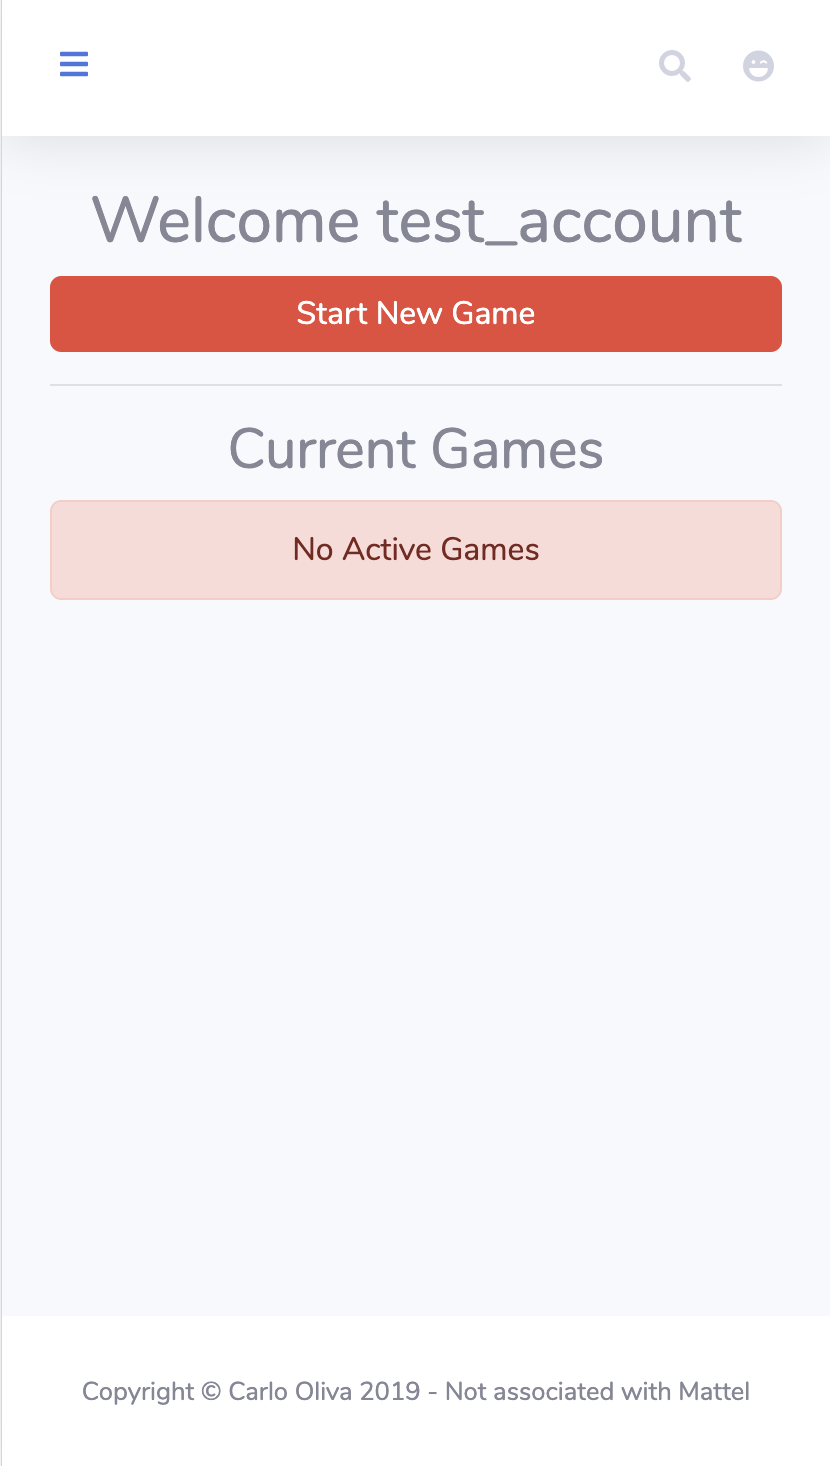 Welcome test_account
Start New Game
Current Games
No Active Games
Copyright © Carlo Oliva 2019 - Not associated with Mattel